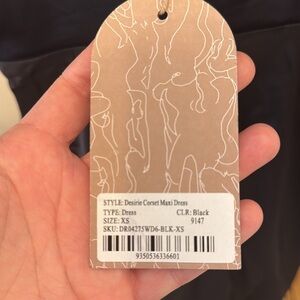 STYLE: Desirie Corset Maxi Dress
TYPE: Dress CLR: Black
SIZE: XS 9147
SKU: DR04275WD6-BLK-XS
9350536336601